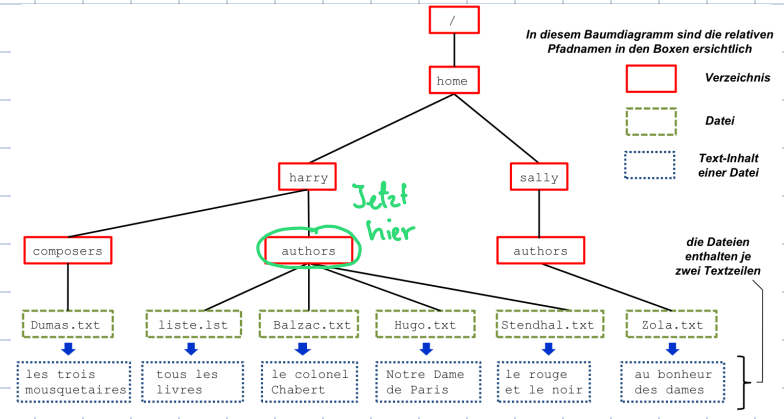 /
In diesem Baumdiagramm sind die relativen
Pfadnamen in den Boxen ersichtlich
home
Verzeichnis
Datei
Text-Inhalt
einer Datei
harry
sally
Jetzt
hier
composers
authors
authors
die Dateien
enthalten je
zwei Textzeilen
Dumas.txt
liste.lst
Balzac.txt
Hugo.txt
Stendhal.txt
Zola.txt
les trois
mousquetaires
tous les
livres
le colonel
Chabert
Notre Dame
de Paris
le rouge
et le noir
au bonheur
des dames